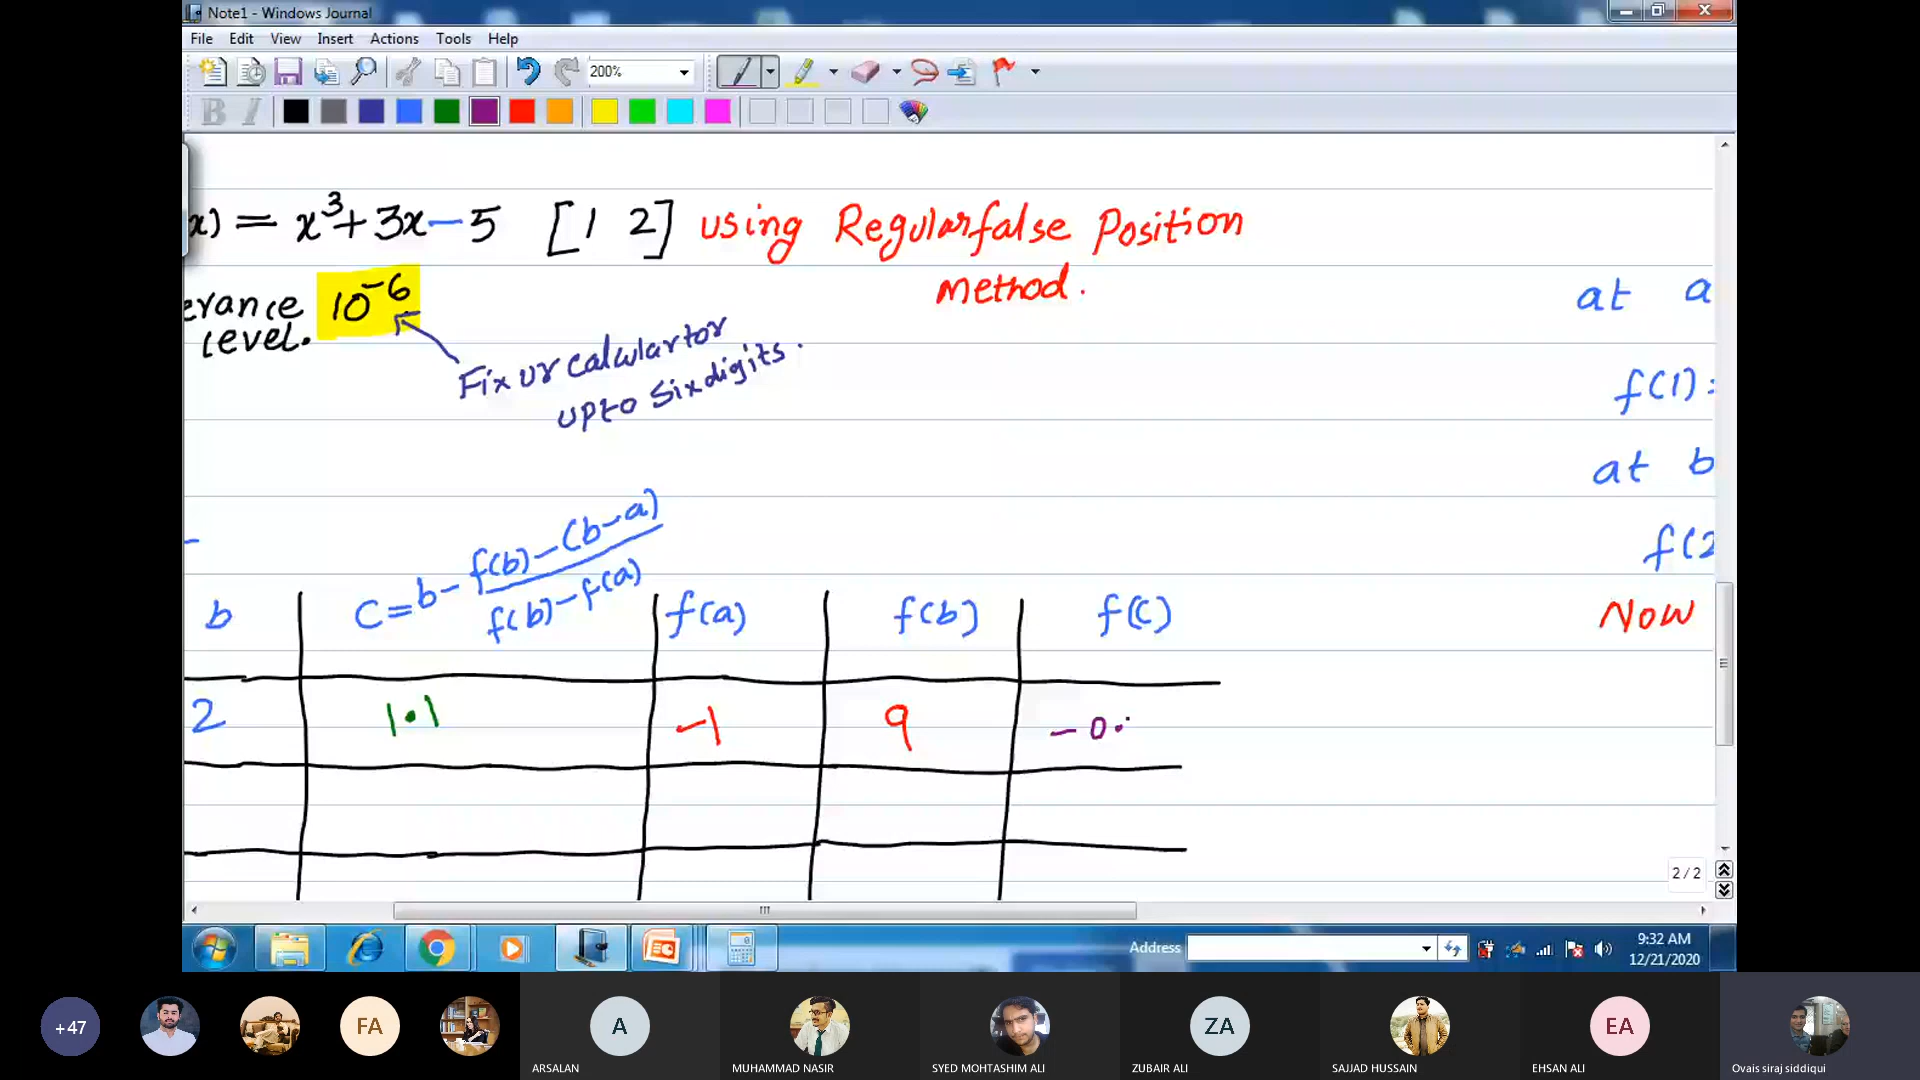 Note1 - Windows Journal
File Edit View Insert Actions Tools Help
200%
B I
x) = x³+3x-5 [1 2] using Regularfalse Position
method.
erance 10⁻⁶
level.
Fix ur calculartor
upto six digits.
at a
f(1)=
at b
f(2
Now
b C=b- f(b)-(b-a) / f(b)-f(a) f(a) f(b) f(c)
2 1.1 -1 9 -0.
2 / 2
Address
9:32 AM
12/21/2020
+47 FA A ZA EA
ARSALAN MUHAMMAD NASIR SYED MOHTASHIM ALI ZUBAIR ALI SAJJAD HUSSAIN EHSAN ALI Ovais siraj siddiqui